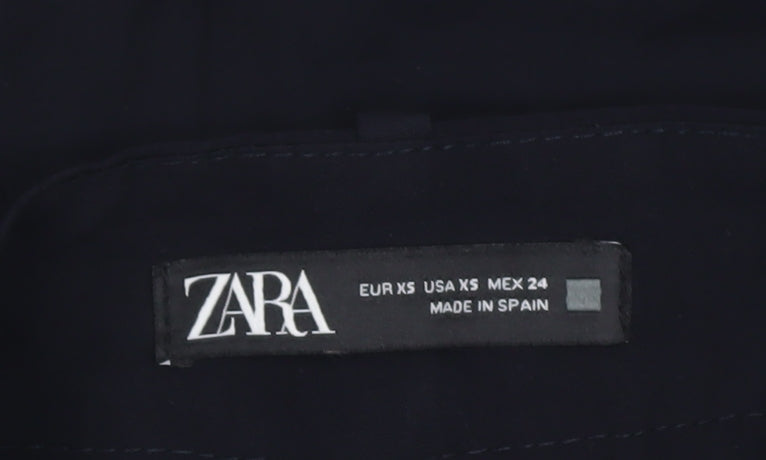 ZARA
EUR XS USA XS MEX 24
MADE IN SPAIN